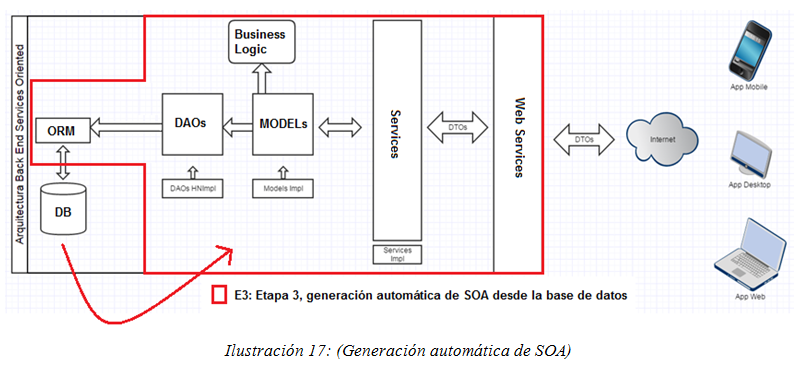 Arquitectura Back End Services Oriented
Business
Logic
ORM
DAOs
MODELs
DB
DAOs HNImpl
Models Impl
Services
Services
Impl
DTOs
Web Services
DTOs
Internet
App Mobile
App Desktop
App Web
E3: Etapa 3, generación automática de SOA desde la base de datos
Ilustración 17: (Generación automática de SOA)